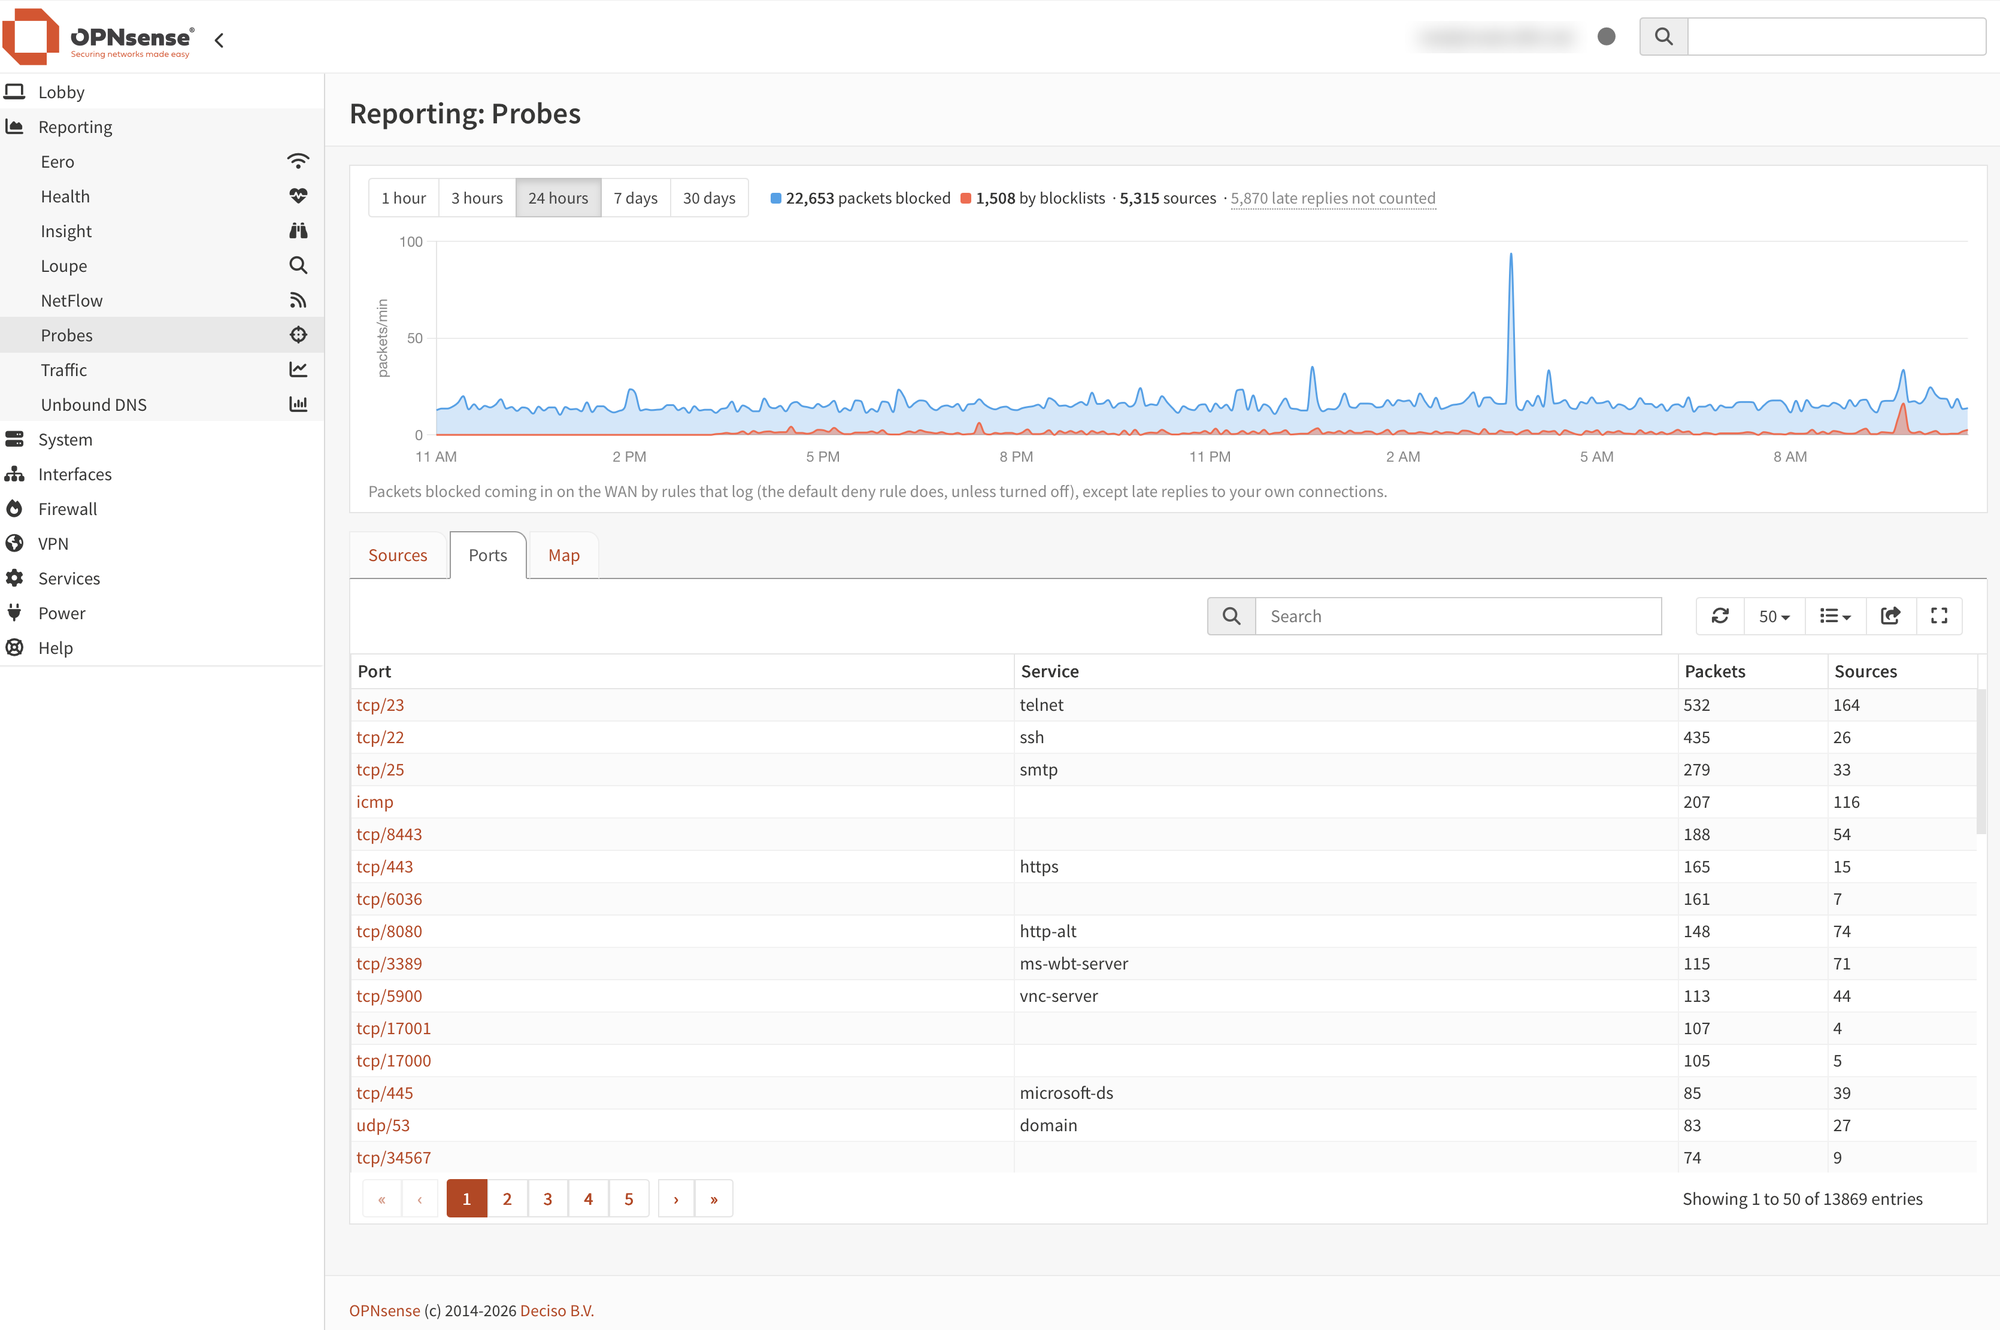 OPNsense®
Securing networks made easy
Lobby
Reporting
Eero
Health
Insight
Loupe
NetFlow
Probes
Traffic
Unbound DNS
System
Interfaces
Firewall
VPN
Services
Power
Help
Reporting: Probes
1 hour 3 hours 24 hours 7 days 30 days 22,653 packets blocked 1,508 by blocklists · 5,315 sources · 5,870 late replies not counted
packets/min
100
50
0
11 AM 2 PM 5 PM 8 PM 11 PM 2 AM 5 AM 8 AM
Packets blocked coming in on the WAN by rules that log (the default deny rule does, unless turned off), except late replies to your own connections.
Sources Ports Map
Search 50
Port Service Packets Sources
tcp/23 telnet 532 164
tcp/22 ssh 435 26
tcp/25 smtp 279 33
icmp 207 116
tcp/8443 188 54
tcp/443 https 165 15
tcp/6036 161 7
tcp/8080 http-alt 148 74
tcp/3389 ms-wbt-server 115 71
tcp/5900 vnc-server 113 44
tcp/17001 107 4
tcp/17000 105 5
tcp/445 microsoft-ds 85 39
udp/53 domain 83 27
tcp/34567 74 9
« ‹ 1 2 3 4 5 › » Showing 1 to 50 of 13869 entries
OPNsense (c) 2014-2026 Deciso B.V.